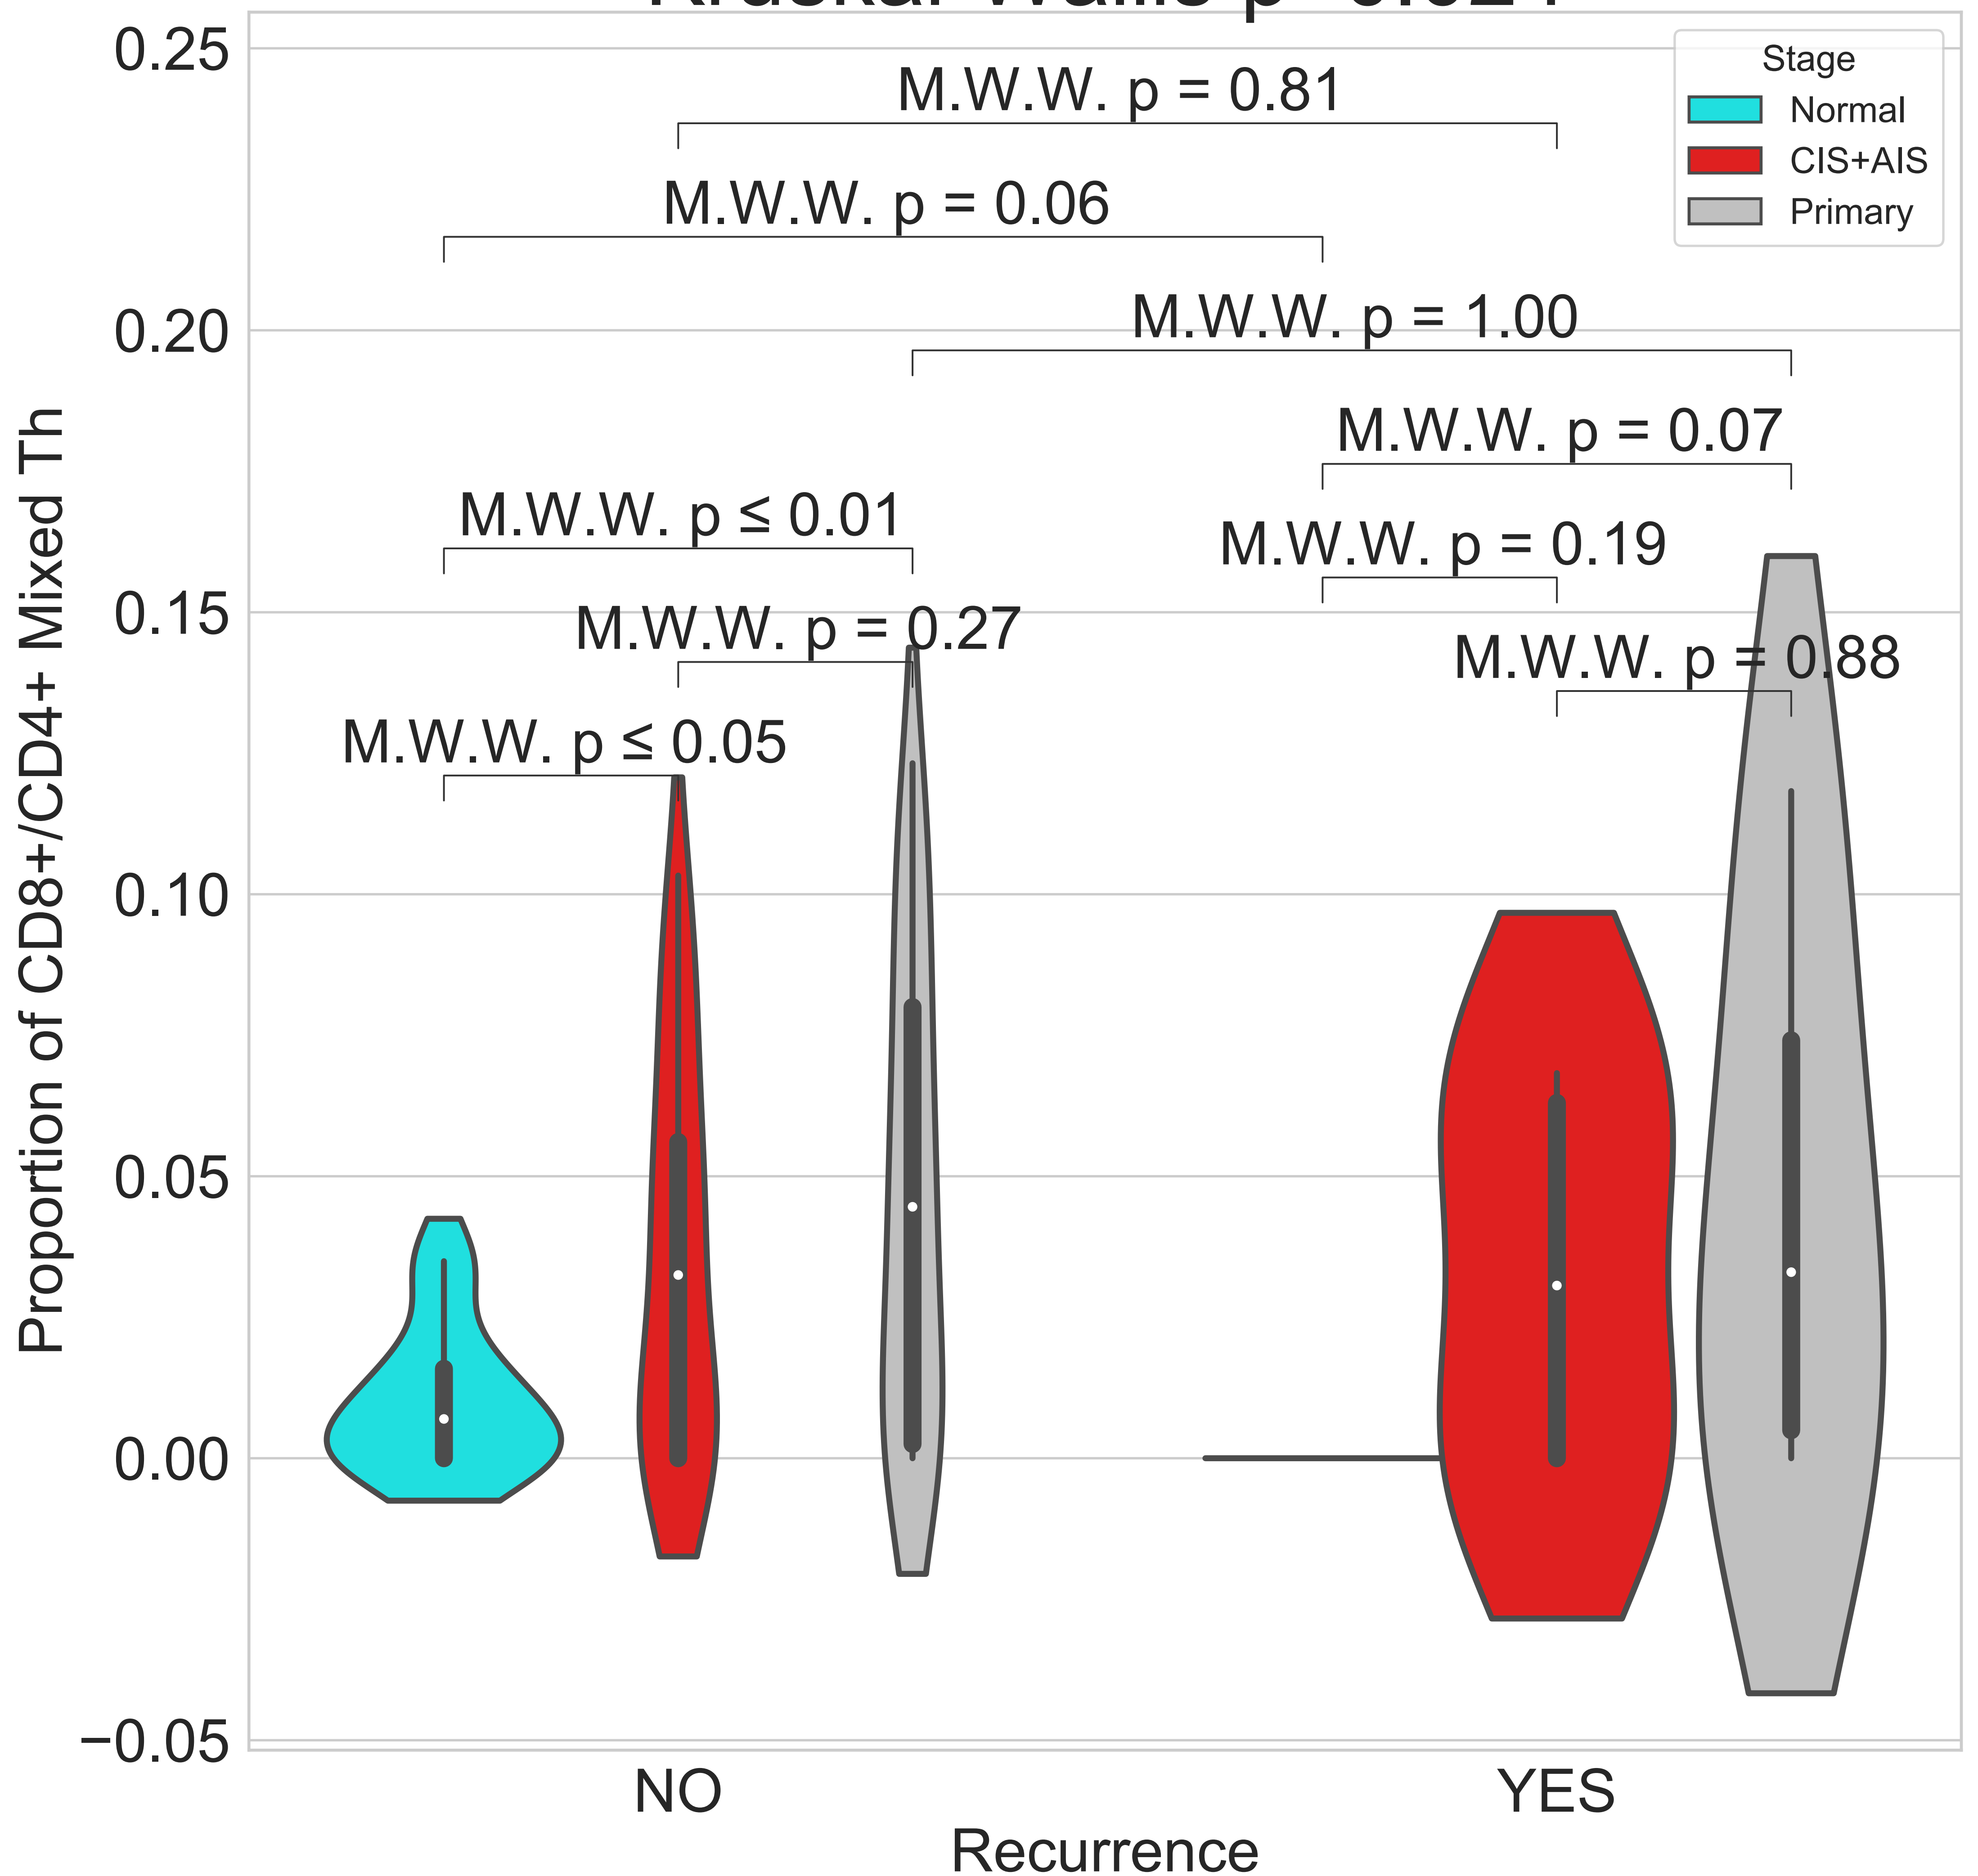 0.25
0.20
0.15
0.10
0.05
0.00
−0.05
Proportion of CD8+/CD4+ Mixed Th
M.W.W. p = 0.81
M.W.W. p = 0.06
M.W.W. p = 1.00
M.W.W. p = 0.07
M.W.W. p ≤ 0.01
M.W.W. p = 0.19
M.W.W. p = 0.27
M.W.W. p = 0.88
M.W.W. p ≤ 0.05
Stage
Normal
CIS+AIS
Primary
NO
YES
Recurrence